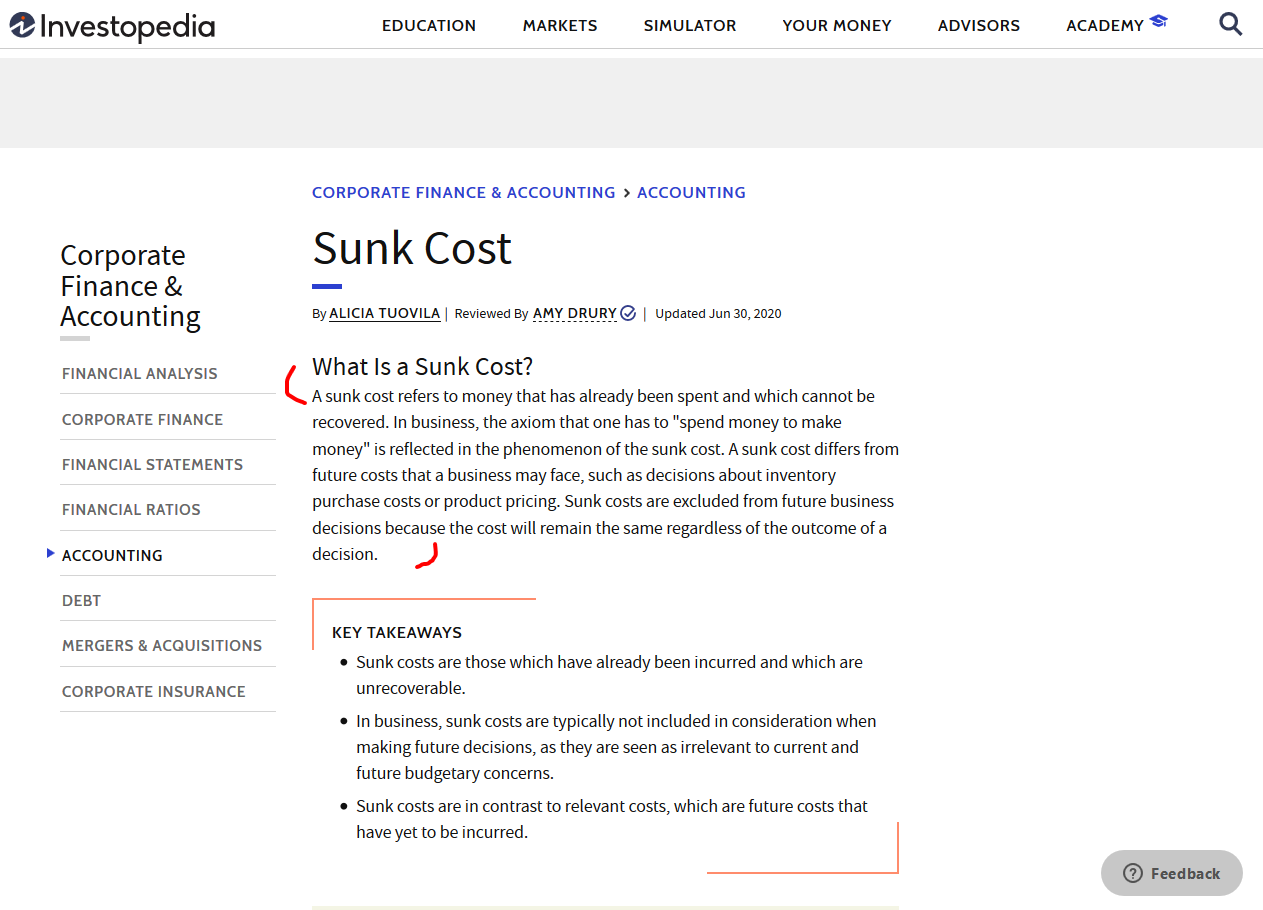 Investopedia
EDUCATION
MARKETS
SIMULATOR
YOUR MONEY
ADVISORS
ACADEMY
CORPORATE FINANCE & ACCOUNTING > ACCOUNTING
Corporate
Finance &
Accounting
FINANCIAL ANALYSIS
CORPORATE FINANCE
FINANCIAL STATEMENTS
FINANCIAL RATIOS
ACCOUNTING
DEBT
MERGERS & ACQUISITIONS
CORPORATE INSURANCE
Sunk Cost
By ALICIA TUOVILA | Reviewed By AMY DRURY | Updated Jun 30, 2020
What Is a Sunk Cost?
A sunk cost refers to money that has already been spent and which cannot be
recovered. In business, the axiom that one has to "spend money to make
money" is reflected in the phenomenon of the sunk cost. A sunk cost differs from
future costs that a business may face, such as decisions about inventory
purchase costs or product pricing. Sunk costs are excluded from future business
decisions because the cost will remain the same regardless of the outcome of a
decision.
KEY TAKEAWAYS
• Sunk costs are those which have already been incurred and which are
unrecoverable.
• In business, sunk costs are typically not included in consideration when
making future decisions, as they are seen as irrelevant to current and
future budgetary concerns.
• Sunk costs are in contrast to relevant costs, which are future costs that
have yet to be incurred.
? Feedback